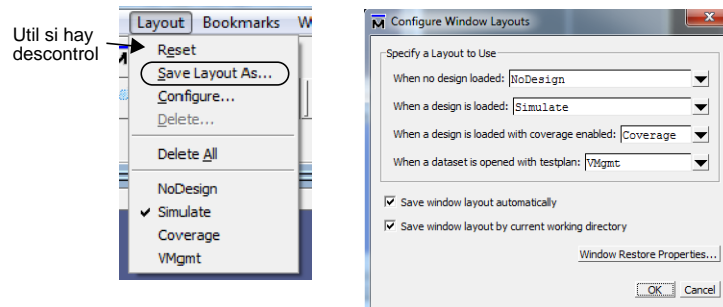 Util si hay
descontrol
Layout Bookmarks W
Reset
Save Layout As...
Configure...
Delete...
Delete All
NoDesign
Simulate
Coverage
VMgmt
Configure Window Layouts
Specify a Layout to Use
When no design loaded: NoDesign
When a design is loaded: Simulate
When a design is loaded with coverage enabled: Coverage
When a dataset is opened with testplan: VMgmt
Save window layout automatically
Save window layout by current working directory
Window Restore Properties...
OK Cancel